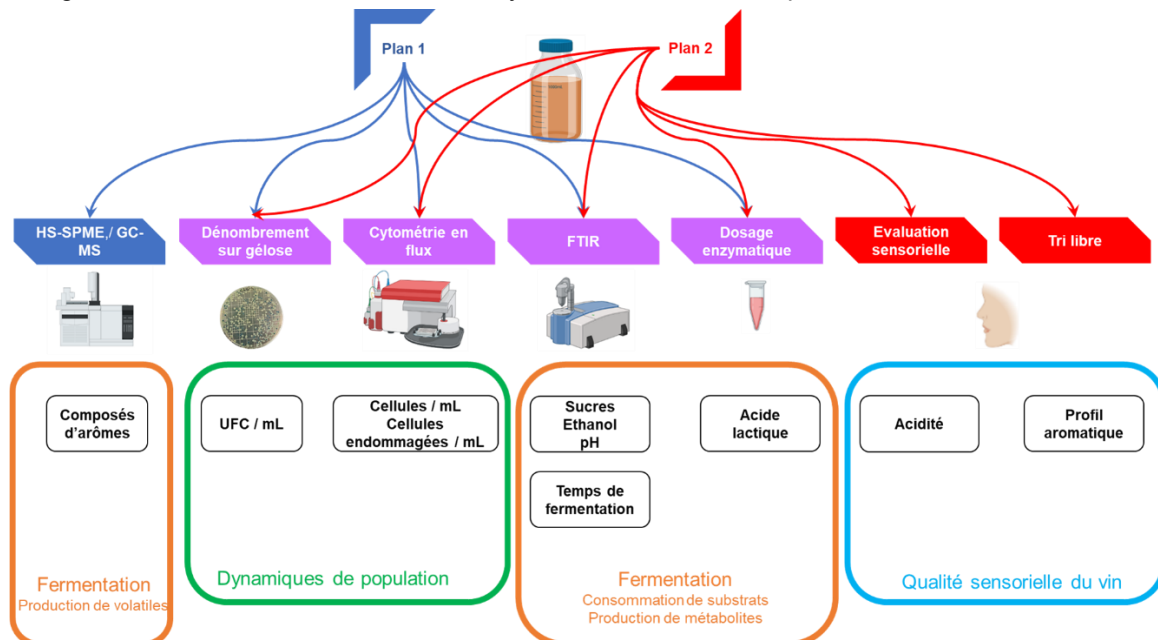 Plan 1
Plan 2
HS-SPME,/ GC-
MS
Dénombrement
sur gélose
Cytométrie en
flux
FTIR
Dosage
enzymatique
Evaluation
sensorielle
Tri libre
Composés
d'arômes
UFC / mL
Cellules / mL
Cellules
endommagées / mL
Sucres
Ethanol
pH
Acide
lactique
Acidité
Profil
aromatique
Temps de
fermentation
Fermentation
Production de volatiles
Dynamiques de population
Fermentation
Consommation de substrats
Production de métabolites
Qualité sensorielle du vin